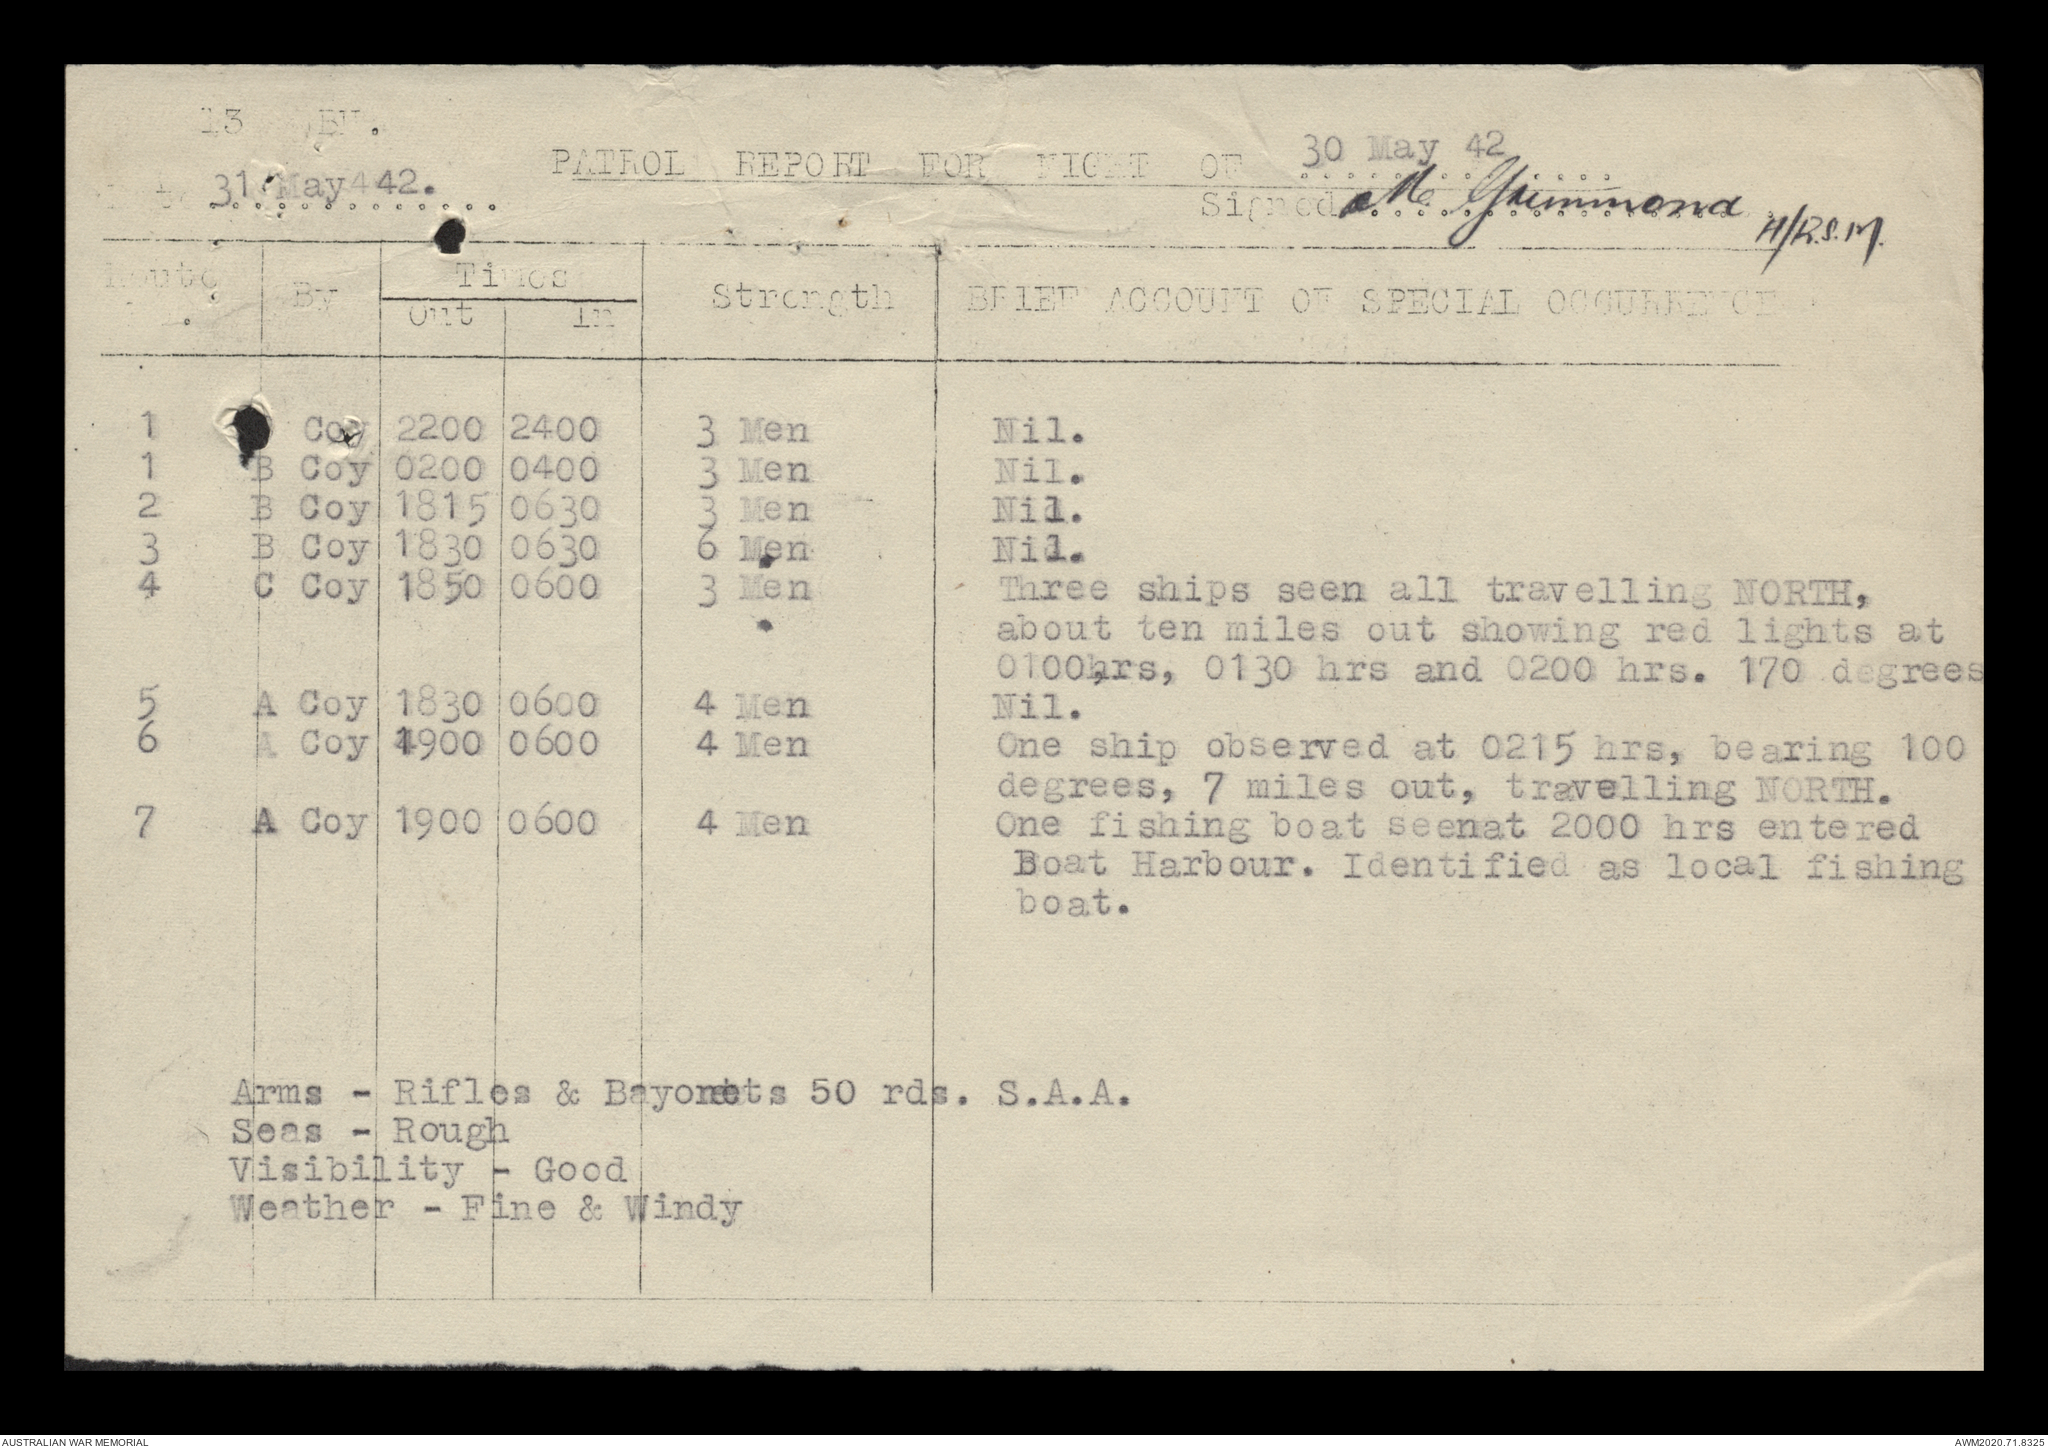 13 BN.
PATROL REPORT FOR NIGHT OF 30 May 42
31 May 42.
Signed M. Grimmond
A/R.S.M.
Route By Times Strength BRIEF ACCOUNT OF SPECIAL OCCURRENCE
Out In
1 Coy 2200 2400 3 Men Nil.
1 B Coy 0200 0400 3 Men Nil.
2 B Coy 1815 0630 3 Men Nil.
3 B Coy 1830 0630 6 Men Nil.
4 C Coy 1850 0600 3 Men Three ships seen all travelling NORTH,
about ten miles out showing red lights at
0100hrs, 0130 hrs and 0200 hrs. 170 degrees
5 A Coy 1830 0600 4 Men Nil.
6 A Coy 1900 0600 4 Men One ship observed at 0215 hrs, bearing 100
degrees, 7 miles out, travelling NORTH.
7 A Coy 1900 0600 4 Men One fishing boat seenat 2000 hrs entered
Boat Harbour. Identified as local fishing
boat.
Arms - Rifles & Bayonets 50 rds. S.A.A.
Seas - Rough
Visibility - Good
Weather - Fine & Windy
AUSTRALIAN WAR MEMORIAL AWM2020.71.8325